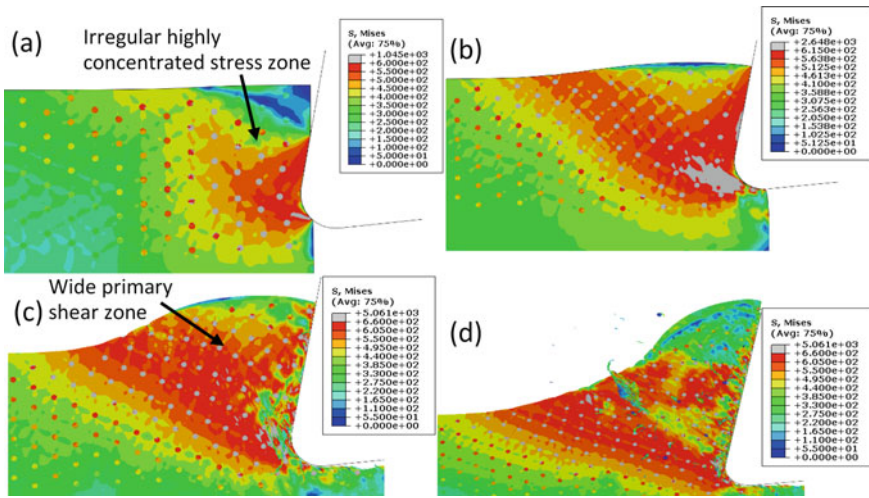 (a)
Irregular highly
concentrated stress zone
S, Mises
(Avg: 75%)
+1.045e+03
+6.000e+02
+5.500e+02
+5.000e+02
+4.500e+02
+4.000e+02
+3.500e+02
+3.000e+02
+2.500e+02
+2.000e+02
+1.500e+02
+1.000e+02
+5.000e+01
+0.000e+00
(b)
S, Mises
(Avg: 75%)
+2.648e+03
+6.150e+02
+5.638e+02
+5.125e+02
+4.613e+02
+4.100e+02
+3.588e+02
+3.075e+02
+2.563e+02
+2.050e+02
+1.538e+02
+1.025e+02
+5.125e+01
+0.000e+00
(c)
Wide primary
shear zone
S, Mises
(Avg: 75%)
+5.061e+03
+6.600e+02
+6.050e+02
+5.500e+02
+4.950e+02
+4.400e+02
+3.850e+02
+3.300e+02
+2.750e+02
+2.200e+02
+1.650e+02
+1.100e+02
+5.500e+01
+0.000e+00
(d)
S, Mises
(Avg: 75%)
+5.061e+03
+6.600e+02
+6.050e+02
+5.500e+02
+4.950e+02
+4.400e+02
+3.850e+02
+3.300e+02
+2.750e+02
+2.200e+02
+1.650e+02
+1.100e+02
+5.500e+01
+0.000e+00